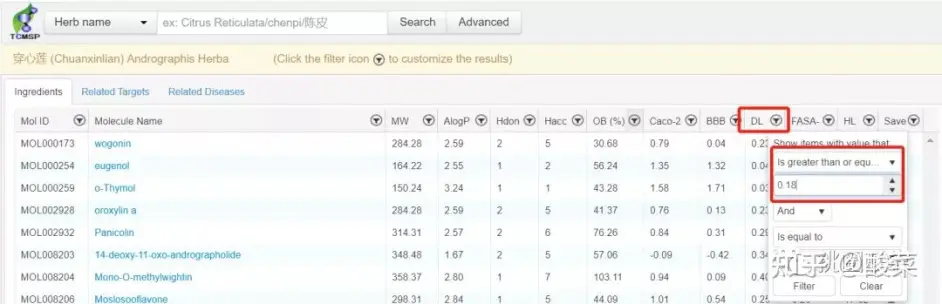 TCMSP
Herb name
ex: Citrus Reticulata/chenpi/陈皮
Search
Advanced
穿心莲 (Chuanxinlian) Andrographis Herba (Click the filter icon to customize the results)
Ingredients Related Targets Related Diseases
Mol ID Molecule Name MW AlogP Hdon Hacc OB (%) Caco-2 BBB DL FASA- HL Save
MOL000173 wogonin 284.28 2.59 2 5 30.68 0.79 0.04 0.23
MOL000254 eugenol 164.22 2.55 1 2 56.24 1.35 1.32 0.04
MOL000259 o-Thymol 150.24 3.24 1 1 43.28 1.58 1.71 0.03
MOL002928 oroxylin a 284.28 2.59 2 5 41.37 0.76 0.13 0.23
MOL002932 Panicolin 314.31 2.57 2 6 76.26 0.84 0.31 0.29
MOL008203 14-deoxy-11-oxo-andrographolide 348.48 1.67 2 5 57.06 -0.09 -0.42 0.34
MOL008204 Mono-O-methylwightin 358.37 2.80 1 7 103.11 0.94 0.09 0.40
MOL008206 Moslosooflavone 298.31 2.84 1 5 44.09 1.01 0.54 0.25
Show items with value that
Is greater than or equ...
0.18
And
Is equal to
Filter Clear
知乎 @酸菜